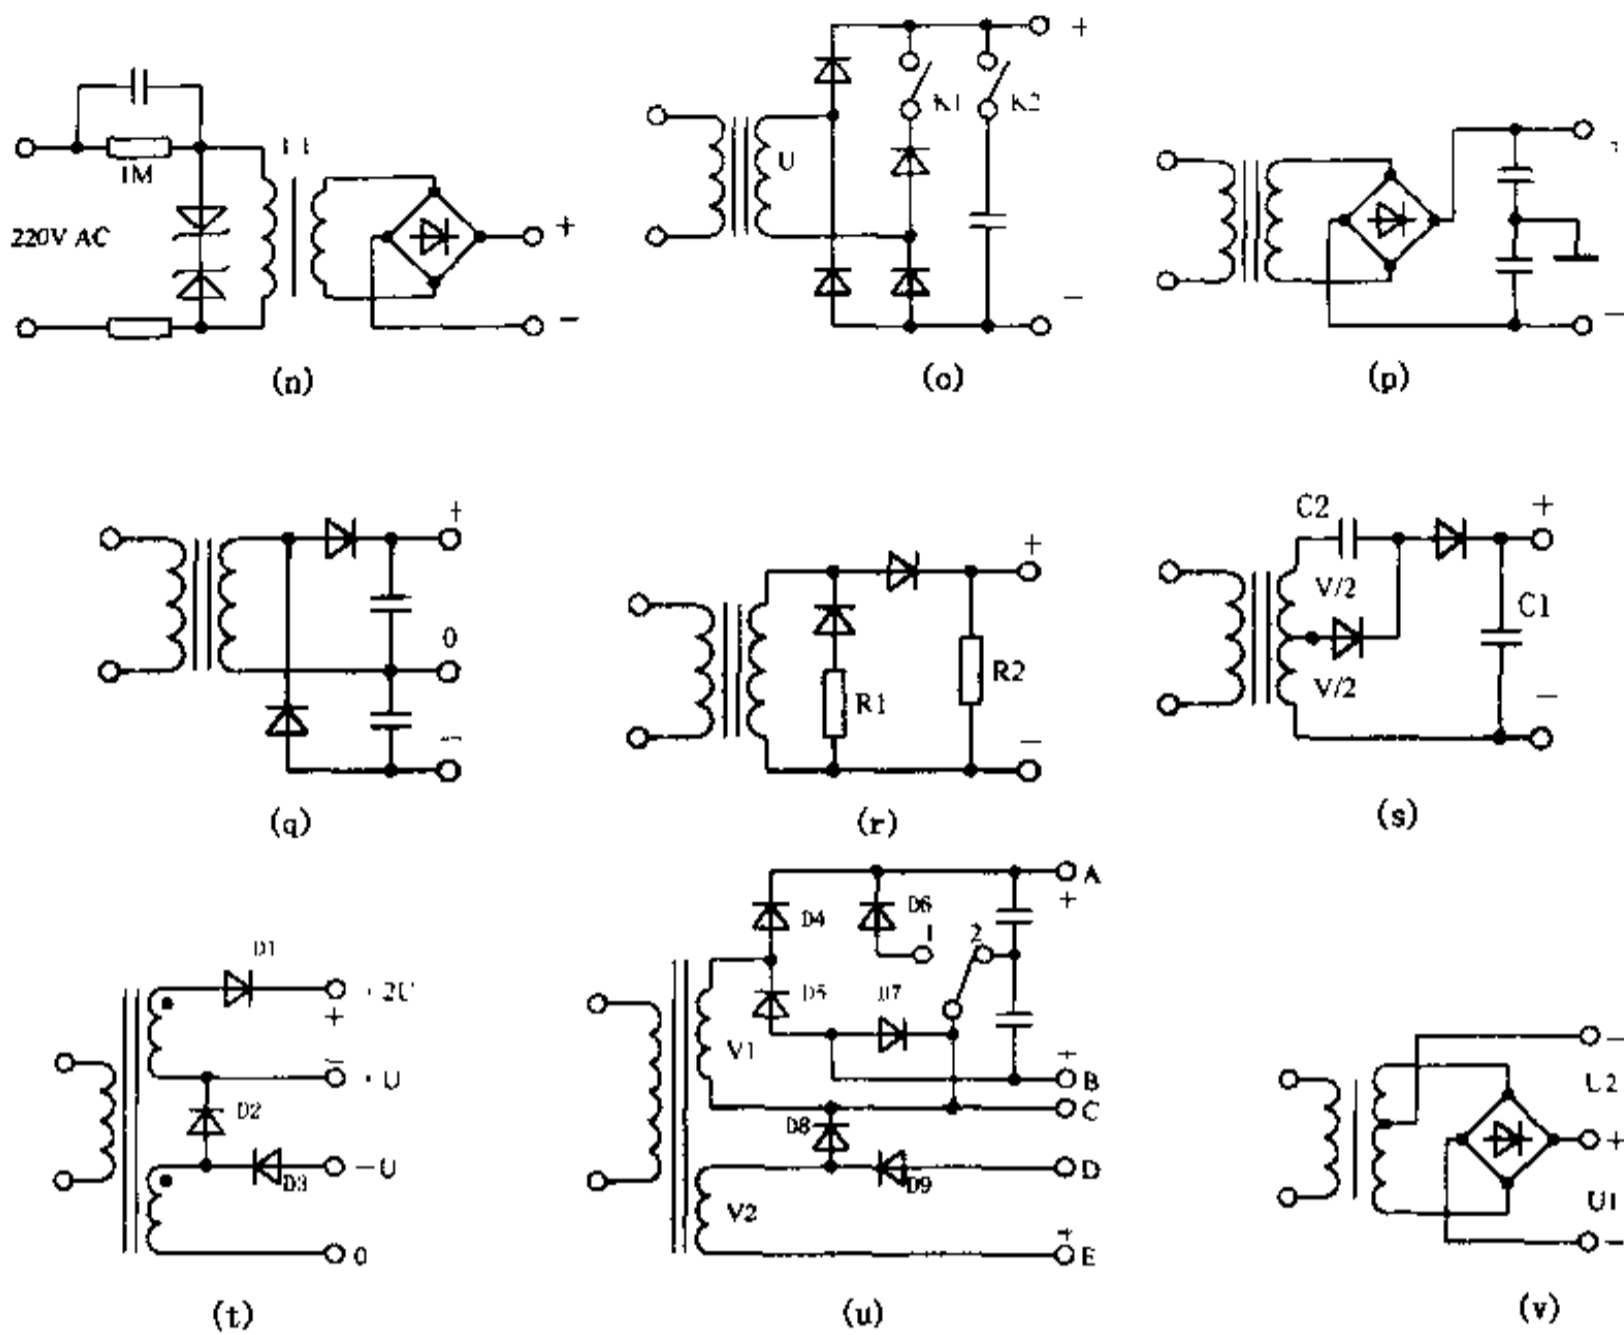 1M
220V AC
+
−
(n)
+
K1
K2
U
−
(o)
−
(p)
+
0
−
(q)
+
R1
R2
−
(r)
C2
+
V/2
C1
V/2
−
(s)
D1
2U
+
−
U
D2
−U
D3
0
(t)
A
+
D4
D6
1
2
D5
D7
V1
+
B
C
D8
D
D9
V2
+
E
(u)
−
U2
+
U1
−
(v)